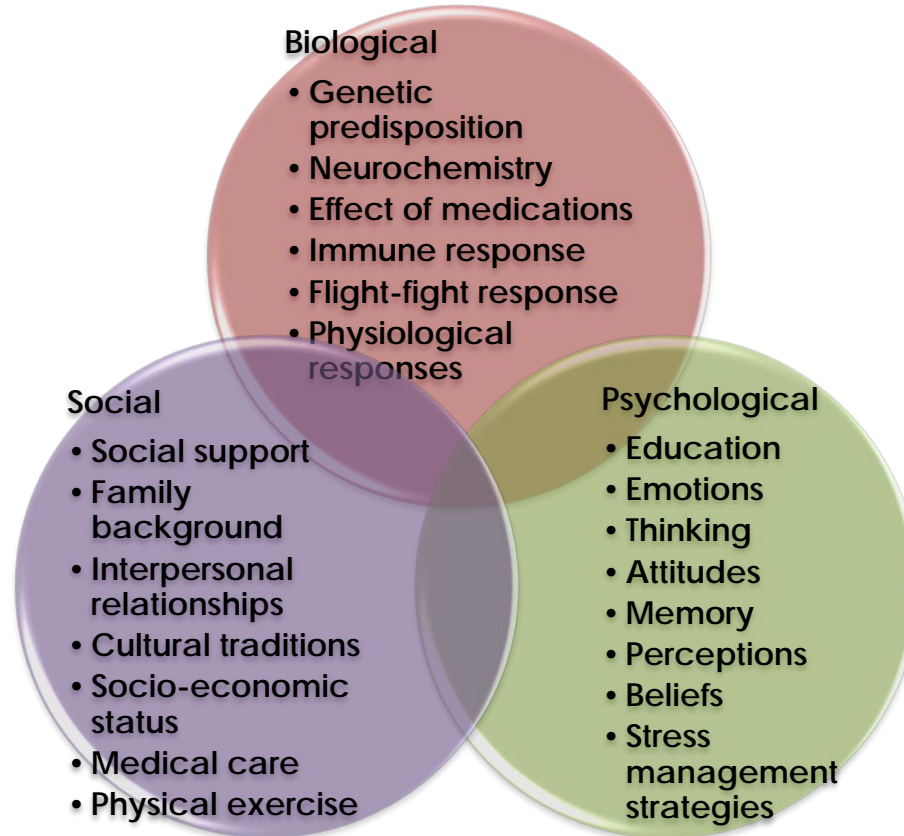 Biological
• Genetic
predisposition
• Neurochemistry
• Effect of medications
• Immune response
• Flight-fight response
• Physiological
responses
Social
• Social support
• Family
background
• Interpersonal
relationships
• Cultural traditions
• Socio-economic
status
• Medical care
• Physical exercise
Psychological
• Education
• Emotions
• Thinking
• Attitudes
• Memory
• Perceptions
• Beliefs
• Stress
management
strategies